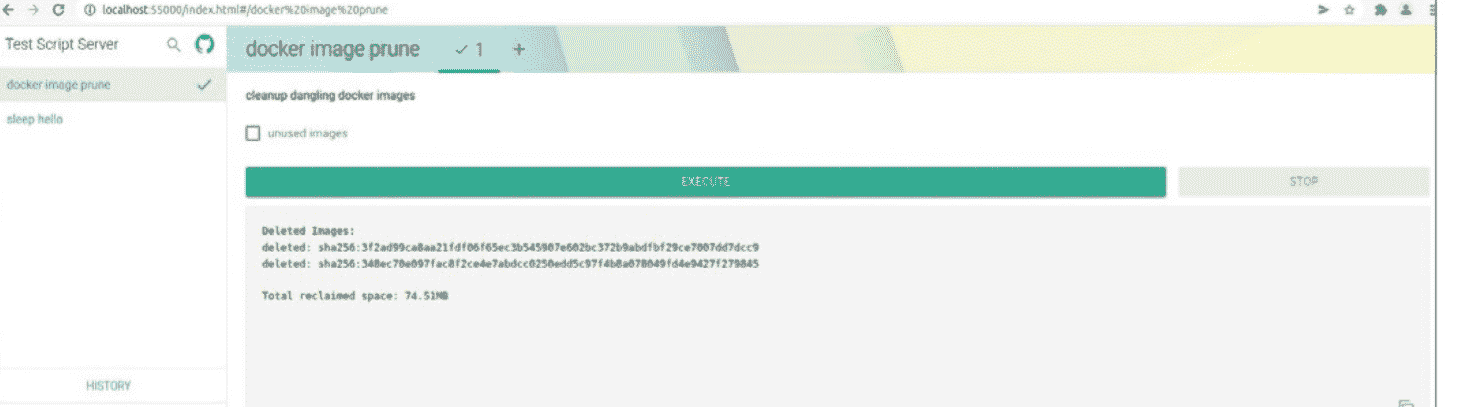 localhost:55000/index.html#/docker%20image%20prune
Test Script Server
docker image prune
1
+
docker image prune
sleep hello
cleanup dangling docker images
unused images
EXECUTE
STOP
Deleted Images:
deleted: sha256:
deleted: sha256:
Total reclaimed space: 74.51MB
HISTORY